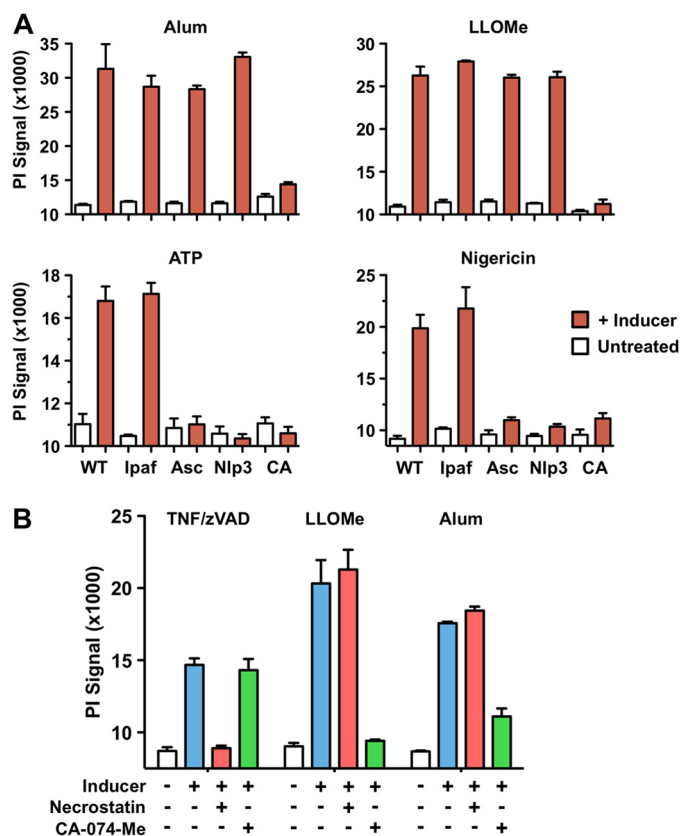 A
Alum
LLOMe
PI Signal (x1000)
35
30
25
20
15
10
30
25
20
15
10
ATP
Nigericin
PI Signal (x1000)
18
16
14
12
10
25
20
15
10
+ Inducer
Untreated
WT Ipaf Asc Nlp3 CA
WT Ipaf Asc Nlp3 CA
B
TNF/zVAD LLOMe Alum
PI Signal (x1000)
25
20
15
10
Inducer - + + + - + + + - + + +
Necrostatin - - + - - - + - - - + -
CA-074-Me - - - + - - - + - - - +